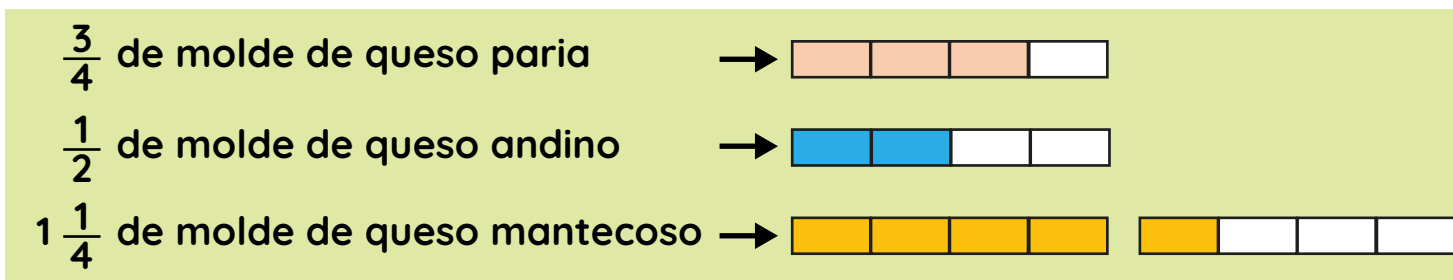 3/4 de molde de queso paria
1/2 de molde de queso andino
1 1/4 de molde de queso mantecoso